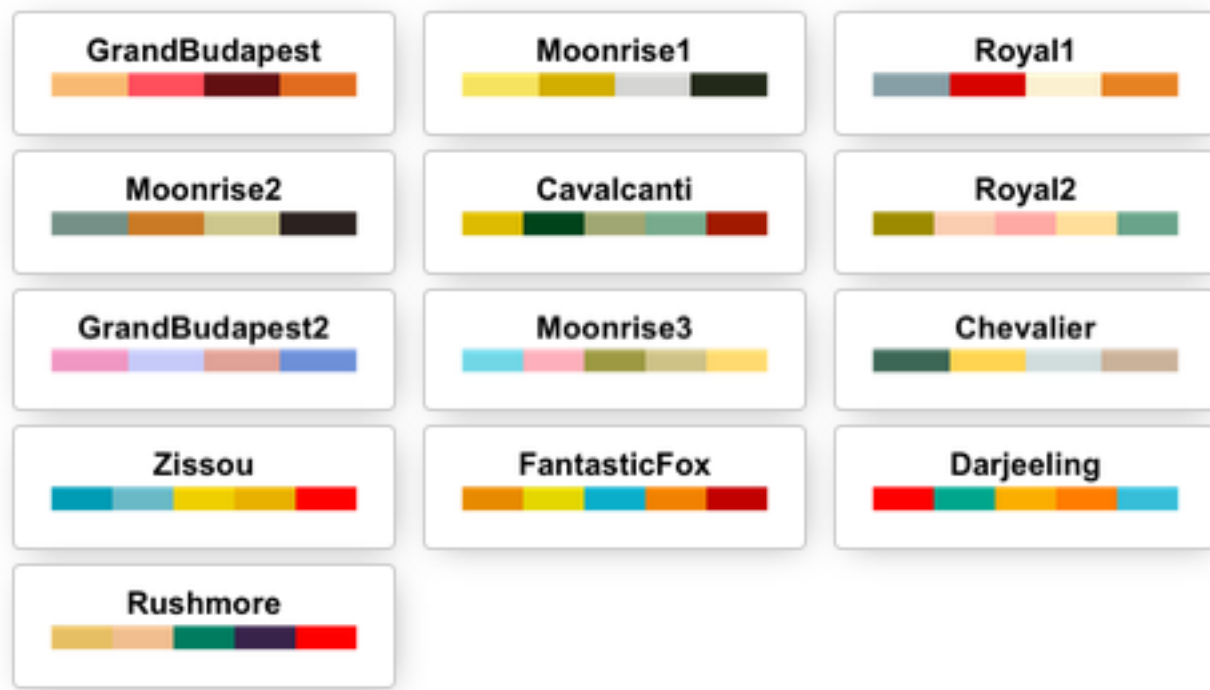 GrandBudapest
Moonrise1
Royal1
Moonrise2
Cavalcanti
Royal2
GrandBudapest2
Moonrise3
Chevalier
Zissou
FantasticFox
Darjeeling
Rushmore